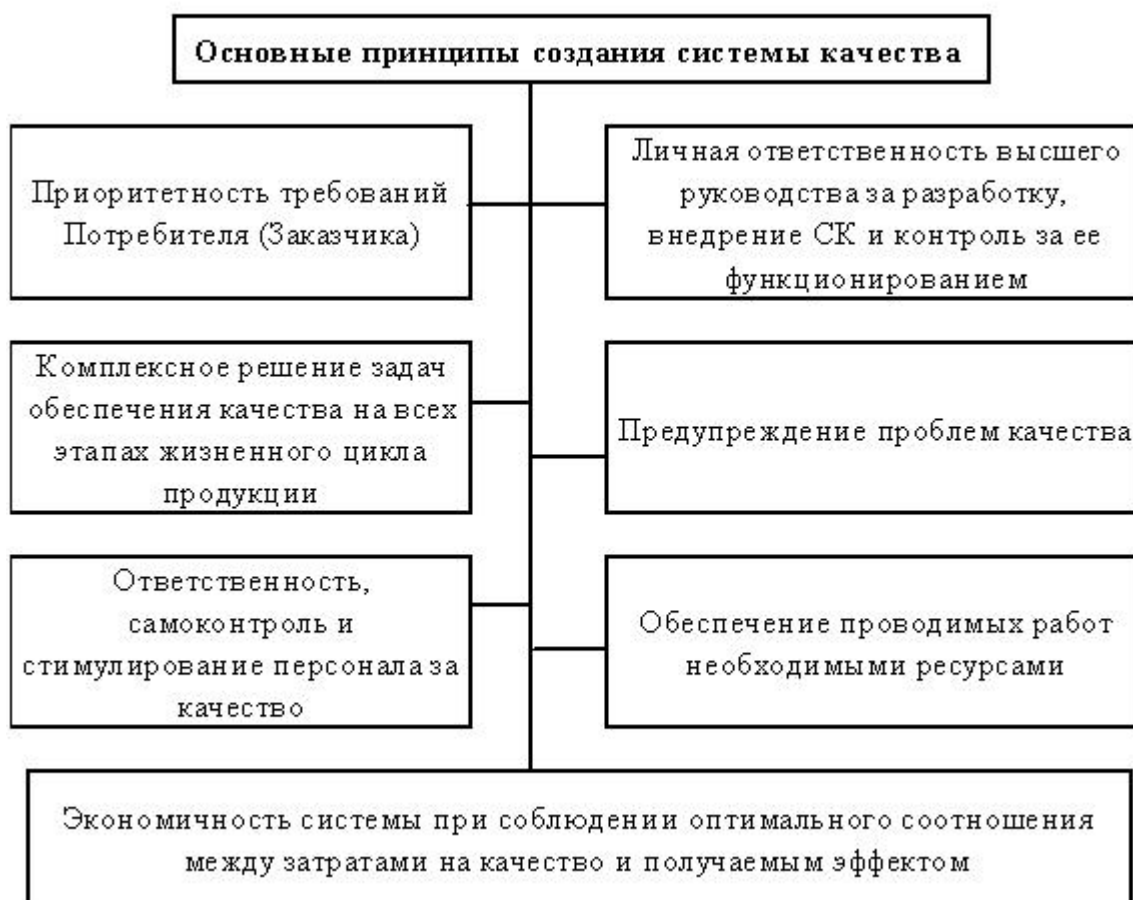 Основные принципы создания системы качества
Приоритетность требований
Потребителя (Заказчика)
Личная ответственность высшего
руководства за разработку,
внедрение СК и контроль за ее
функционированием
Комплексное решение задач
обеспечения качества на всех
этапах жизненного цикла
продукции
Предупреждение проблем качества
Ответственность,
самоконтроль и
стимулирование персонала за
качество
Обеспечение проводимых работ
необходимыми ресурсами
Экономичность системы при соблюдении оптимального соотношения
между затратами на качество и получаемым эффектом